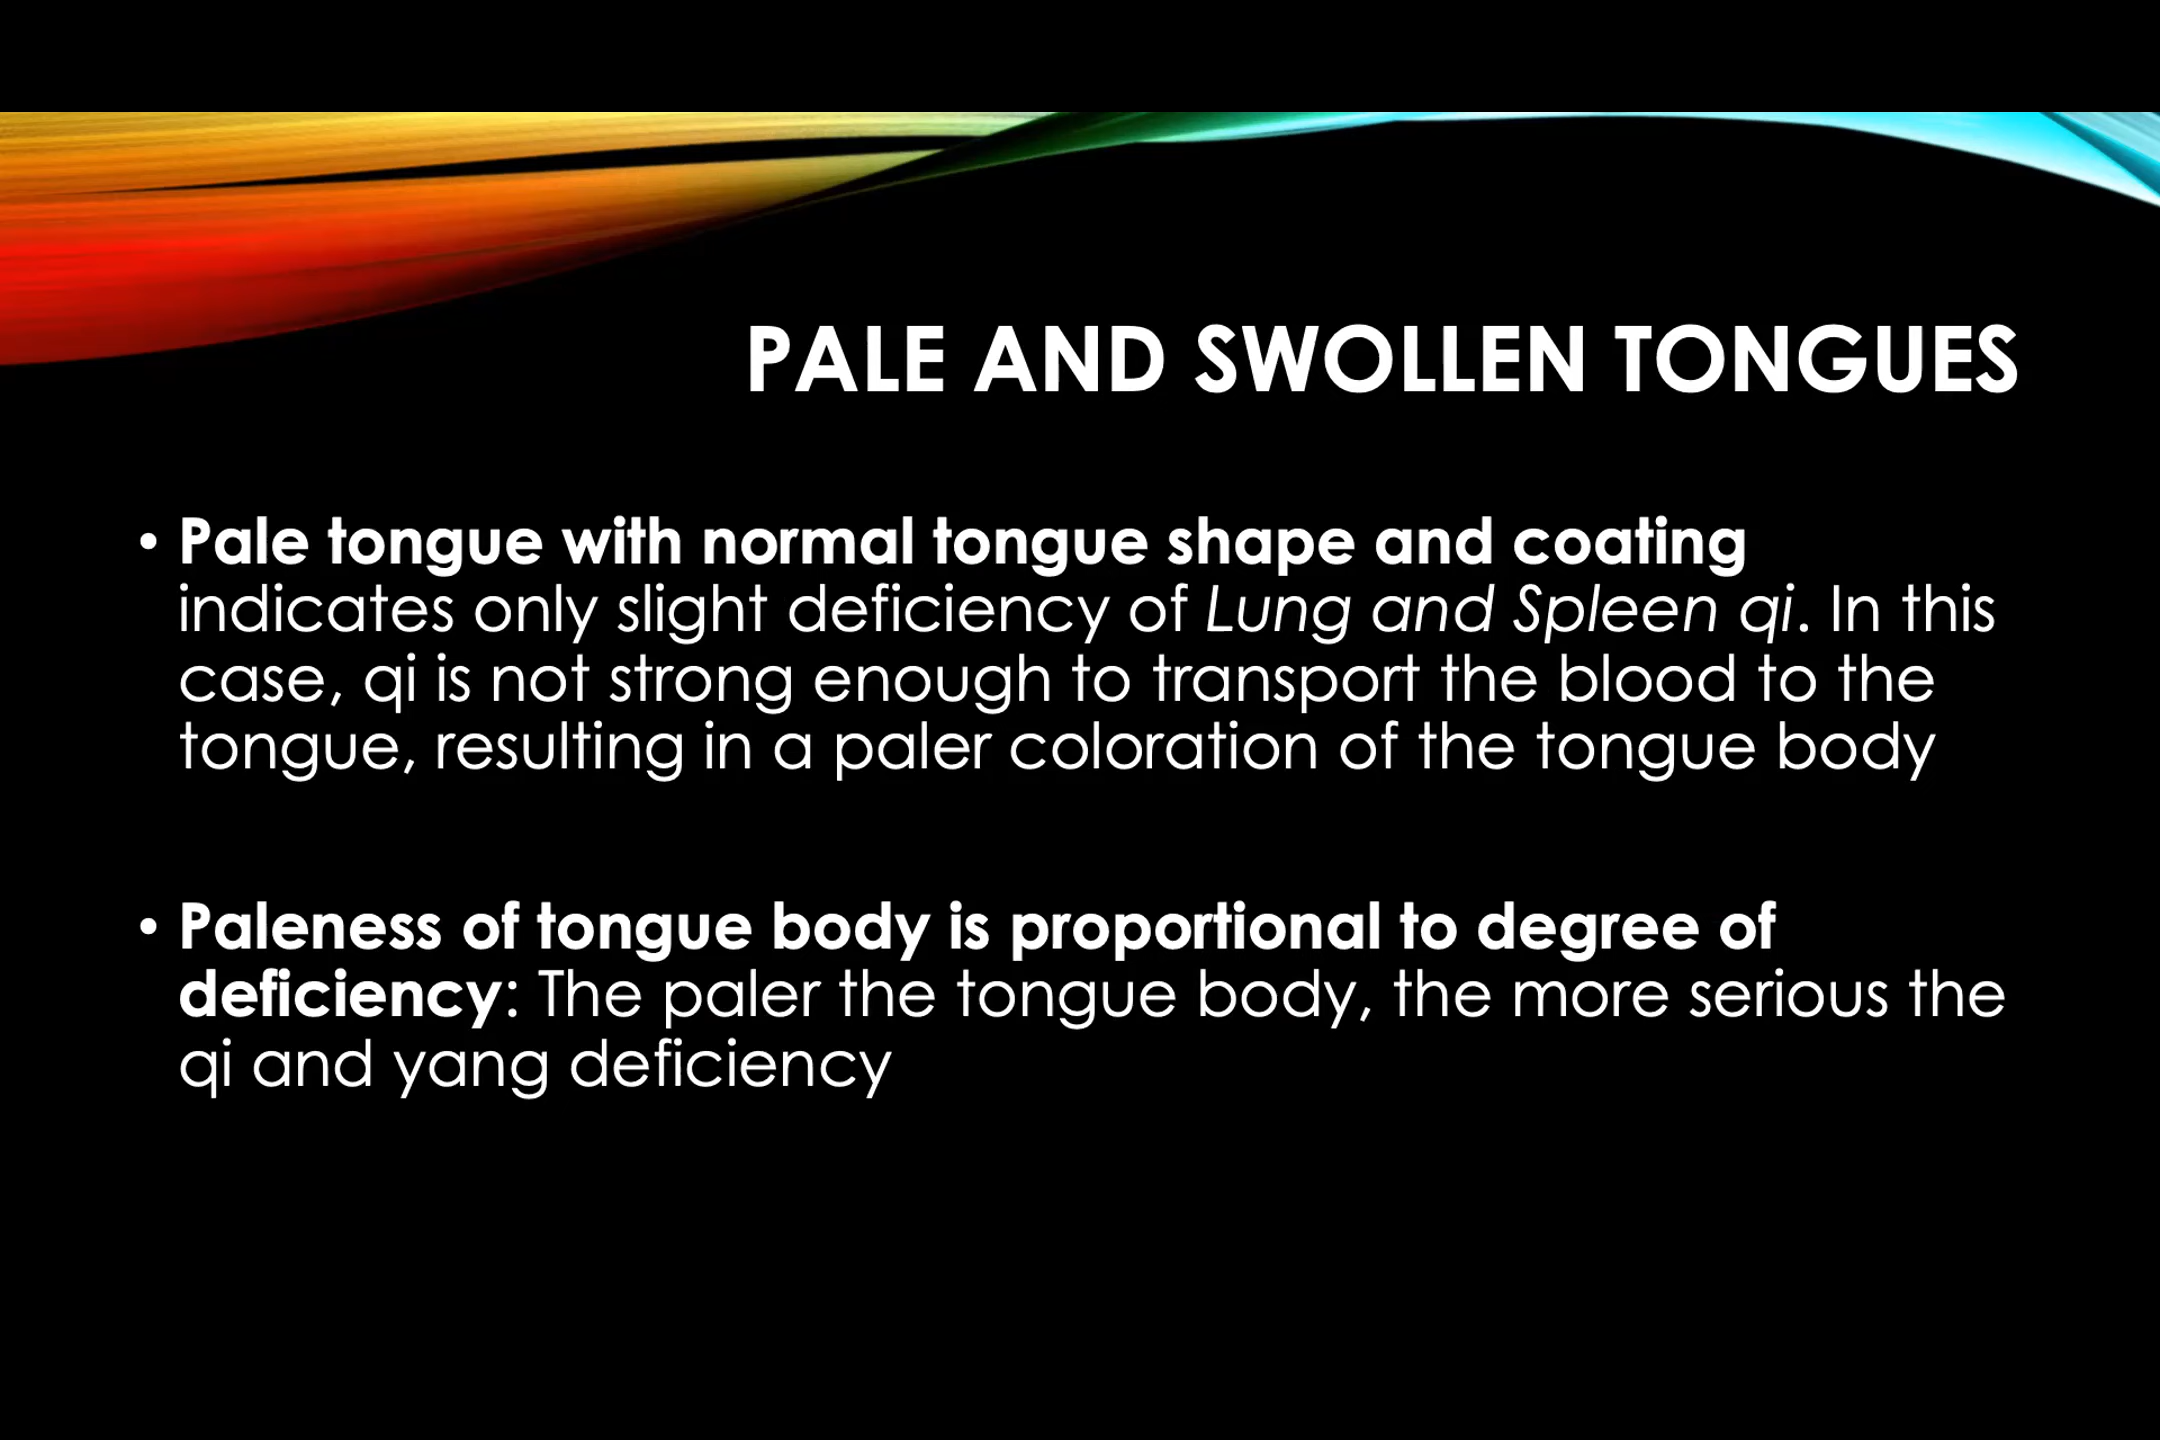 PALE AND SWOLLEN TONGUES
• Pale tongue with normal tongue shape and coating
indicates only slight deficiency of Lung and Spleen qi. In this
case, qi is not strong enough to transport the blood to the
tongue, resulting in a paler coloration of the tongue body
• Paleness of tongue body is proportional to degree of
deficiency: The paler the tongue body, the more serious the
qi and yang deficiency